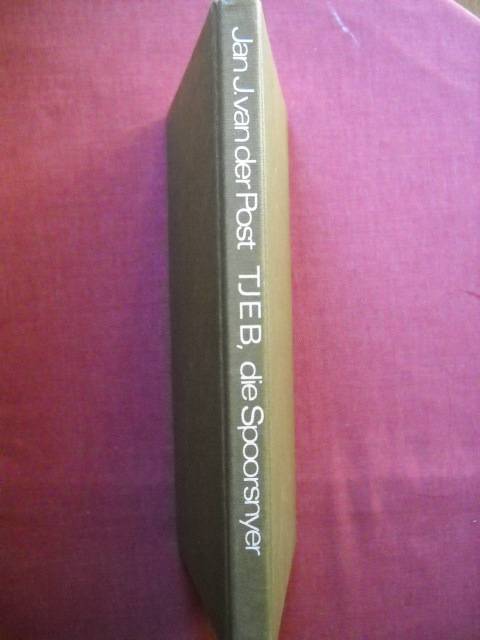 Jan J. van der Post TJEB, die Spoorsnyer